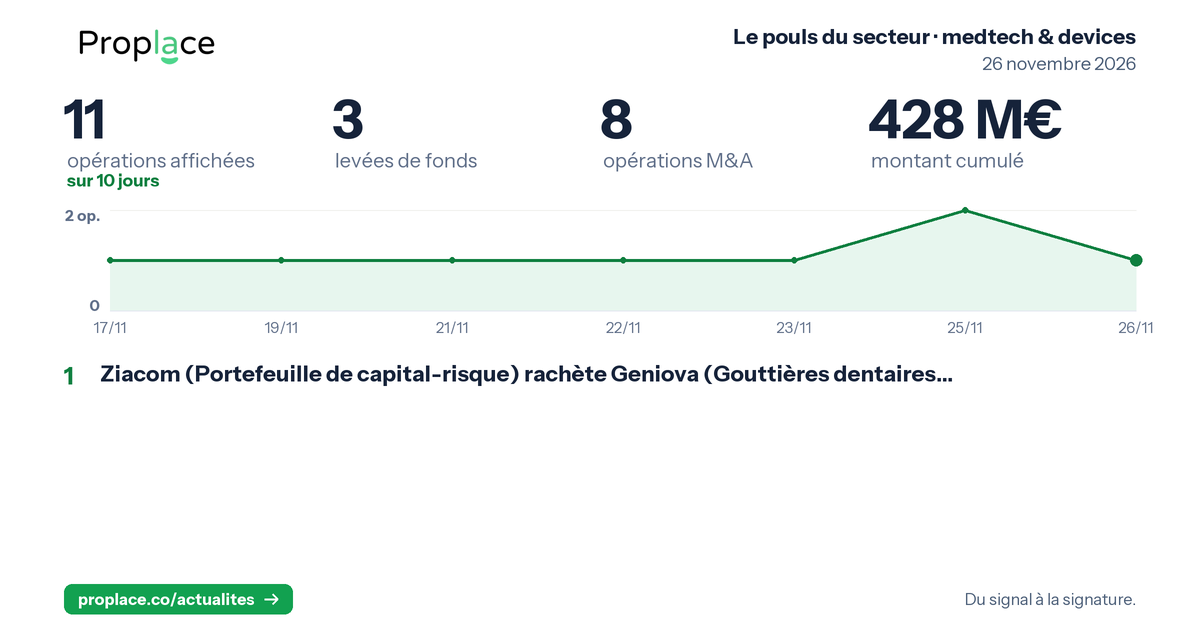 Proplace
Le pouls du secteur · medtech & devices
26 novembre 2026
11
opérations affichées
sur 10 jours
3
levées de fonds
8
opérations M&A
428 M€
montant cumulé
2 op.
0
17/11 19/11 21/11 22/11 23/11 25/11 26/11
1 Ziacom (Portefeuille de capital-risque) rachète Geniova (Gouttières dentaires...
proplace.co/actualites →
Du signal à la signature.